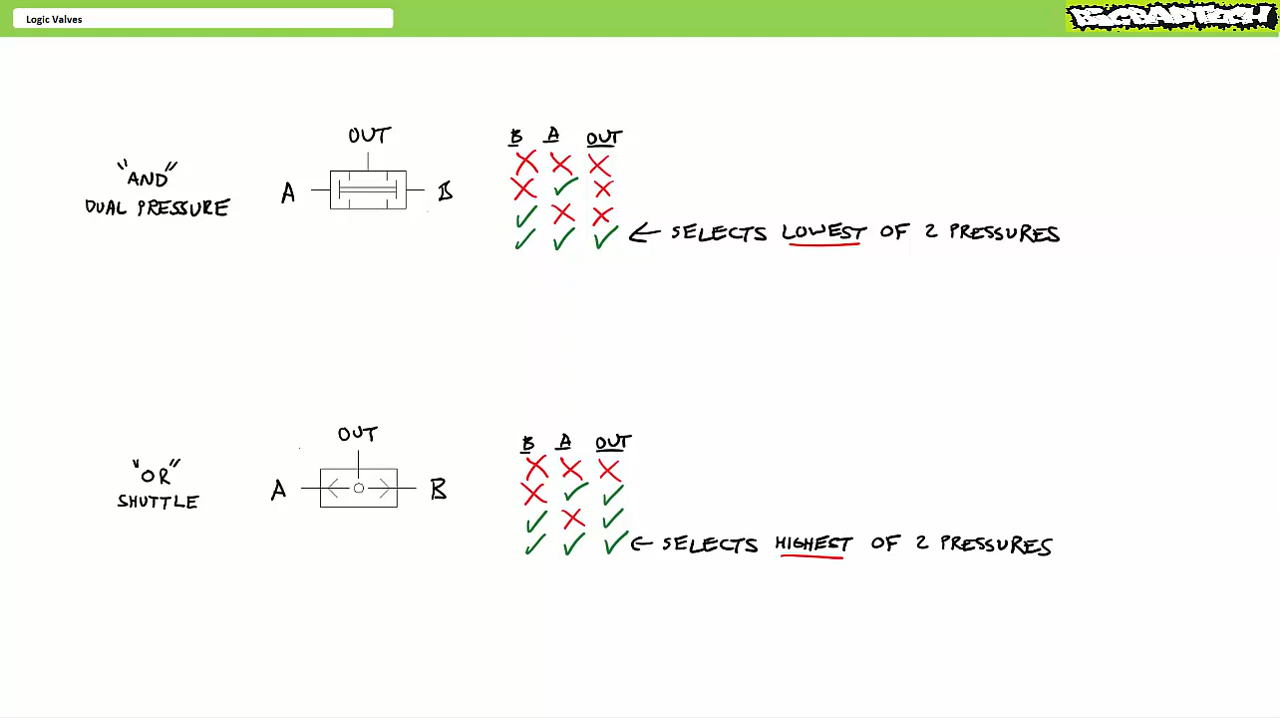 Logic Valves
BIGBADTECH
OUT
"AND"
DUAL PRESSURE
A
B
B A OUT
X X X
X ✓ X
✓ X X
✓ ✓ ✓ ← SELECTS LOWEST OF 2 PRESSURES
OUT
"OR"
SHUTTLE
A
B
B A OUT
X X X
X ✓ ✓
✓ X ✓
✓ ✓ ✓ ← SELECTS HIGHEST OF 2 PRESSURES